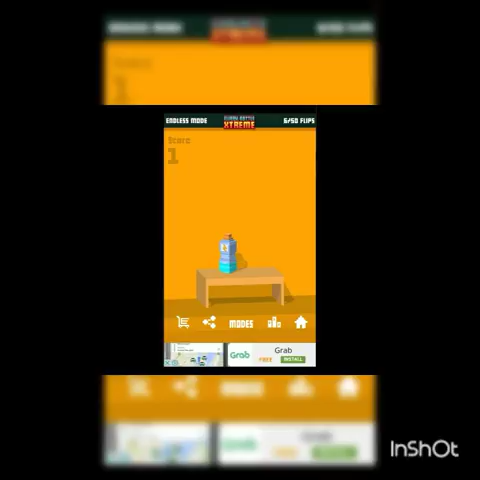 ENDLESS MODE
FLIPPY BOTTLE
XTREME
6/50 FLIPS
Score
1
MODES
Grab
Grab
FREE
INSTALL
InShOt